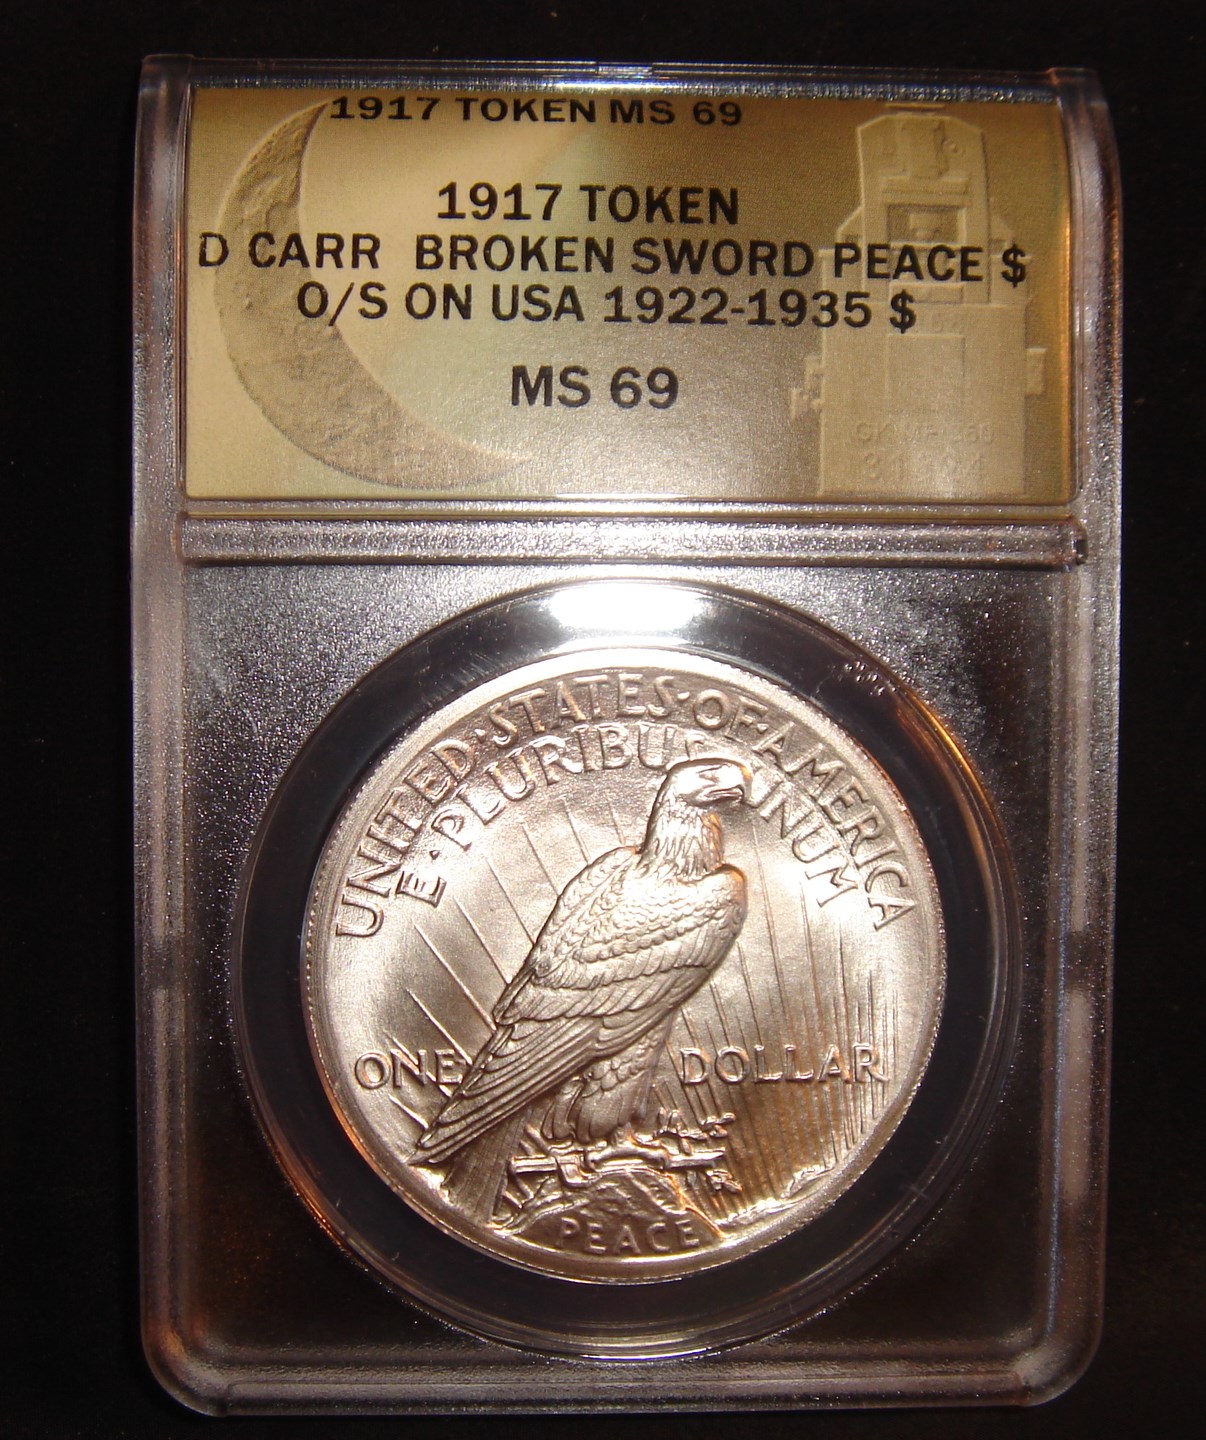 1917 TOKEN MS 69
1917 TOKEN
D CARR BROKEN SWORD PEACE $
O/S ON USA 1922-1935 $
MS 69
UNITED·STATES·OF·AMERICA
E·PLURIBUS
NUM
ONE DOLLAR
PEACE